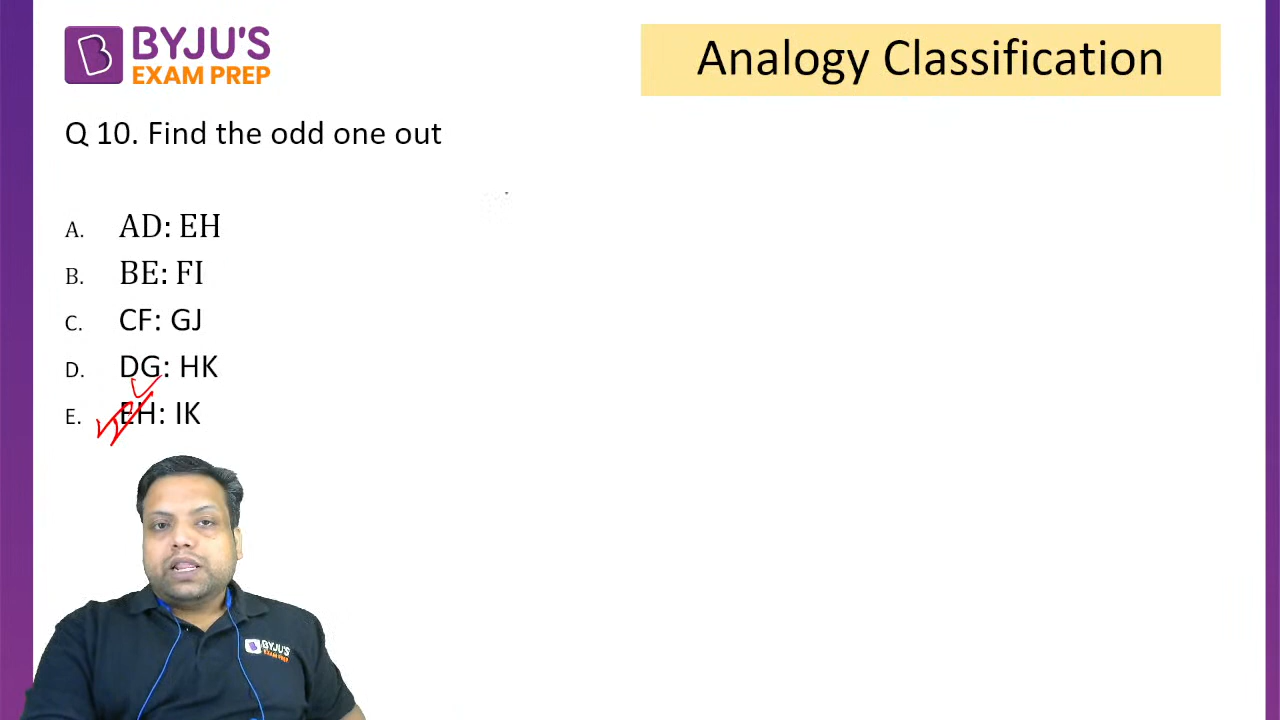 BYJU'S
EXAM PREP
Analogy Classification
Q 10. Find the odd one out
A. AD: EH
B. BE: FI
C. CF: GJ
D. DG: HK
E. EH: IK
BYJU'S
EXAM PREP